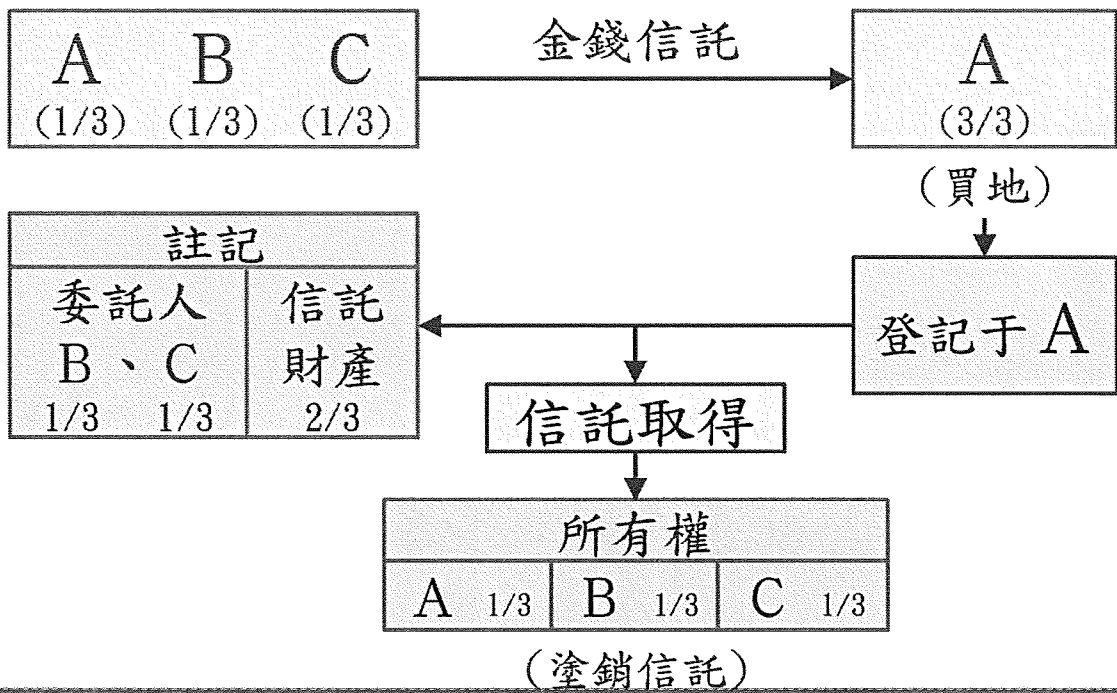 A B C
(1/3) (1/3) (1/3)
金錢信託
A
(3/3)
(買地)
登記于 A
註記
委託人
B、C
1/3 1/3
信託
財產
2/3
信託取得
所有權
A 1/3 B 1/3 C 1/3
(塗銷信託)